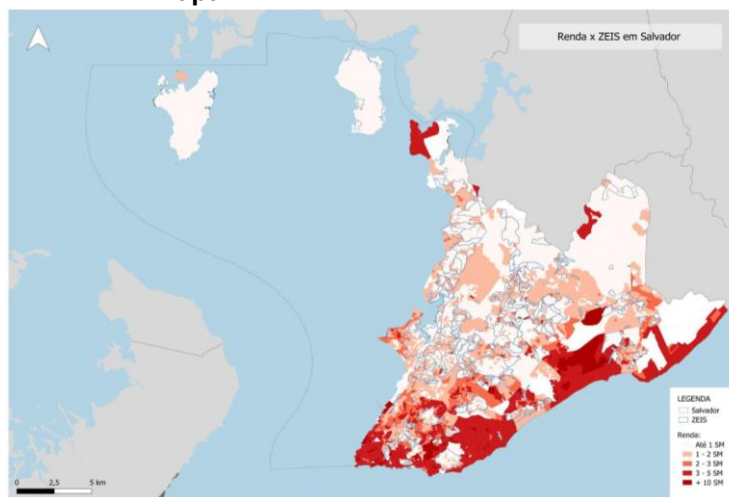 Renda x ZEIS em Salvador
LEGENDA
Salvador
ZEIS
Renda:
Até 1 SM
1 - 2 SM
2 - 3 SM
3 - 5 SM
+ 10 SM
0 2,5 5 km